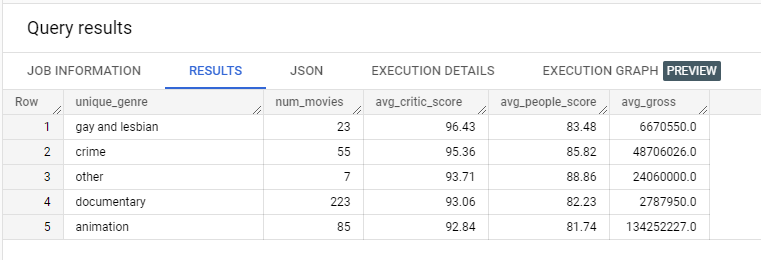 Query results
JOB INFORMATION RESULTS JSON EXECUTION DETAILS EXECUTION GRAPH PREVIEW
Row unique_genre num_movies avg_critic_score avg_people_score avg_gross
1 gay and lesbian 23 96.43 83.48 6670550.0
2 crime 55 95.36 85.82 48706026.0
3 other 7 93.71 88.86 24060000.0
4 documentary 223 93.06 82.23 2787950.0
5 animation 85 92.84 81.74 134252227.0